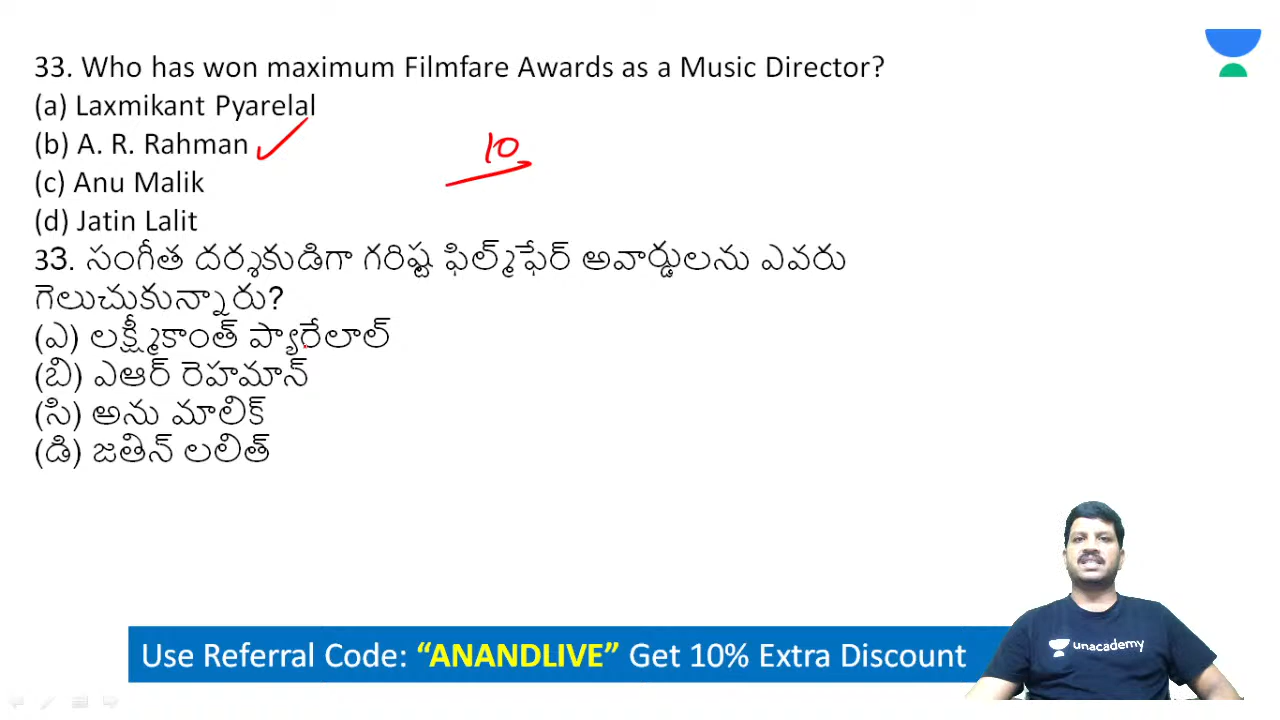 33. Who has won maximum Filmfare Awards as a Music Director?
(a) Laxmikant Pyarelal
(b) A. R. Rahman
10
(c) Anu Malik
(d) Jatin Lalit
33. సంగీత దర్శకుడిగా గరిష్ట ఫిల్మ్‌ఫేర్ అవార్డులను ఎవరు
గెలుచుకున్నారు?
(ఎ) లక్ష్మీకాంత్ ప్యారేలాల్
(బి) ఎఆర్ రెహమాన్
(సి) అను మాలిక్
(డి) జతిన్ లలిత్
unacademy
Use Referral Code: “ANANDLIVE” Get 10% Extra Discount